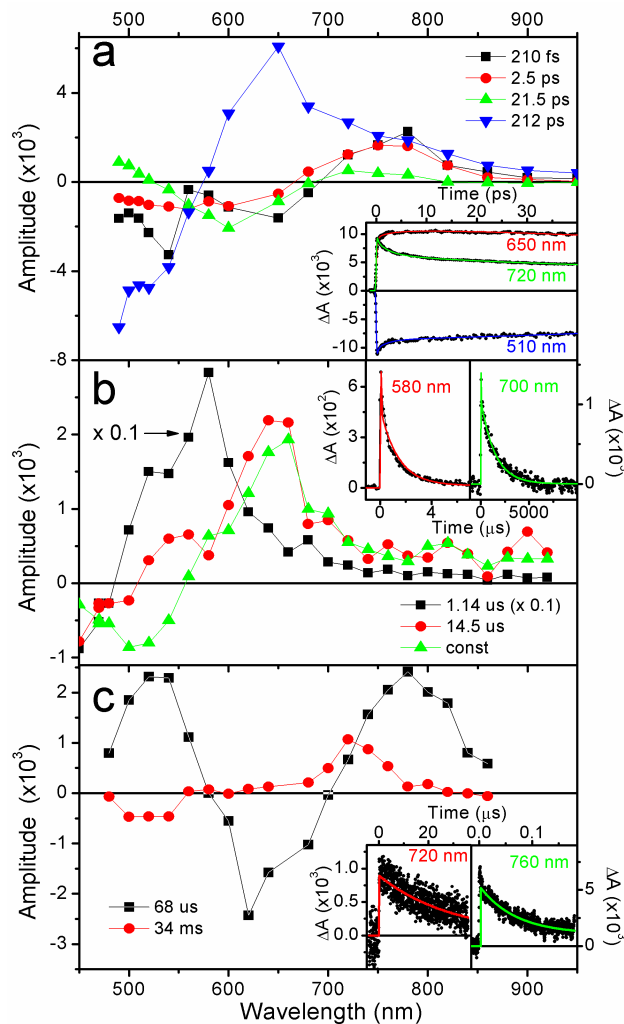 500 600 700 800 900
a
210 fs
2.5 ps
21.5 ps
212 ps
4
0
-4
-8
Amplitude (x10³)
Time (ps)
0 10 20 30
10
5
0
-5
-10
ΔA (x10³)
650 nm
720 nm
510 nm
b
x 0.1
2
1
0
-1
Amplitude (x10³)
580 nm
700 nm
6
3
0
ΔA (x10²)
1
0
0 4
0 5000
Time (μs)
1.14 us (x 0.1)
14.5 us
const
c
2
1
0
-1
-2
-3
Amplitude (x10³)
68 us
34 ms
Time (μs)
0 20
0.0 0.1
720 nm
760 nm
1.0
0.5
0.0
ΔA (x10³)
5
0
ΔA (x10³)
500 600 700 800 900
Wavelength (nm)